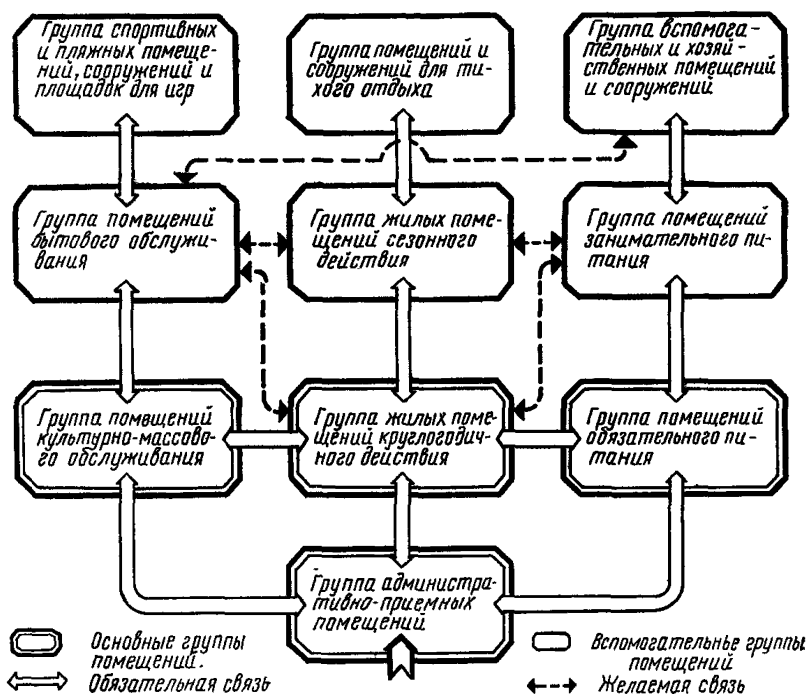 Группа спортивных
и пляжных помеще-
ний, сооружений и
площадок для игр
Группа помещений и
сооружений для ти-
хого отдыха
Группа вспомога-
тельных и хозяй-
ственных помещений
и сооружений
Группа помещений
бытового обслужи-
вания
Группа жилых поме-
щений сезонного
действия
Группа помещений
занимательного пи-
тания
Группа помещений
культурно-массово-
го обслуживания
Группа жилых поме-
щений круглогодич-
ного действия
Группа помещений
обязательного пи-
тания
Группа администра-
тивно-приемных
помещений
Основные группы
помещений.
Обязательная связь
Вспомогательные группы
помещений
Желаемая связь